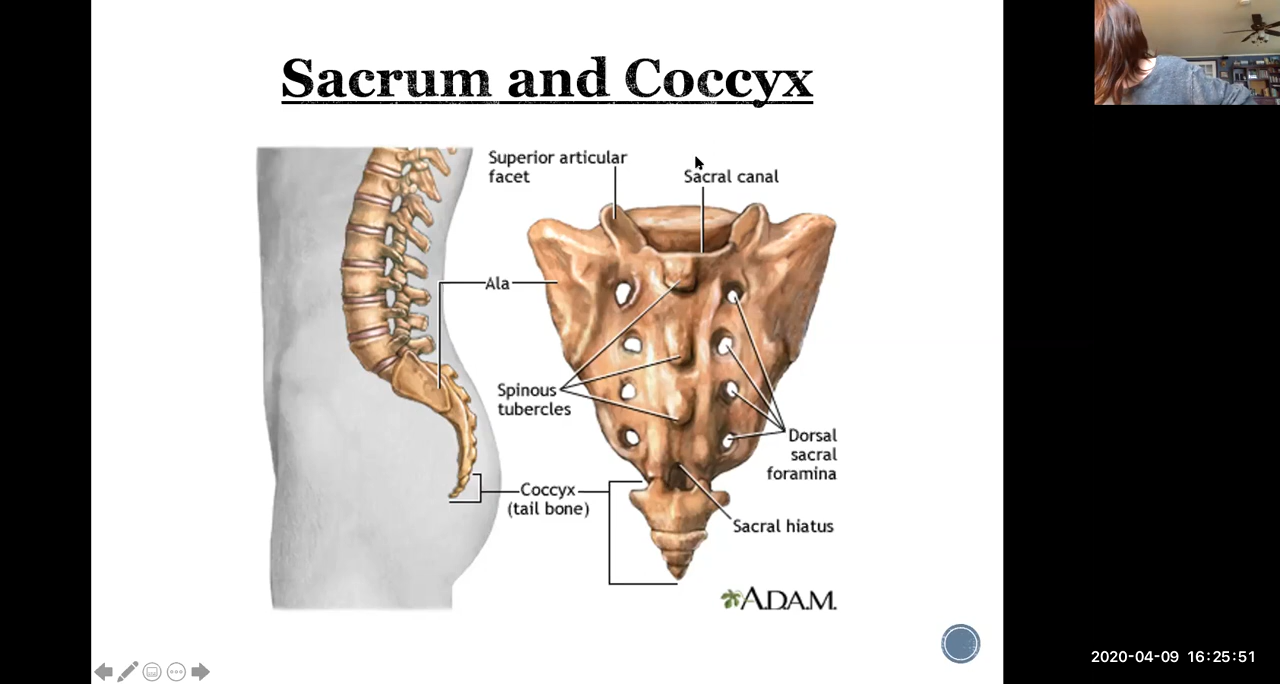 Sacrum and Coccyx
Superior articular
facet
Sacral canal
Ala
Spinous
tubercles
Dorsal
sacral
foramina
Coccyx
(tail bone)
Sacral hiatus
A.D.A.M.
2020-04-09 16:25:51